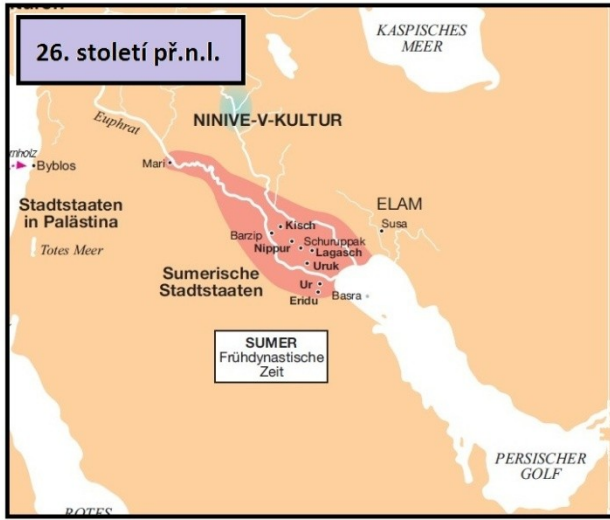 26. století př.n.l.
KASPISCHES
MEER
Euphrat
NINIVE-V-KULTUR
Byblos
Mari
Stadtstaaten
in Palästina
ELAM
Susa
Kisch
Barzip
Schuruppak
Nippur
Lagasch
Totes Meer
Uruk
Sumerische
Stadtstaaten
Ur
Eridu
Basra
SUMER
Frühdynastische
Zeit
PERSISCHER
GOLF